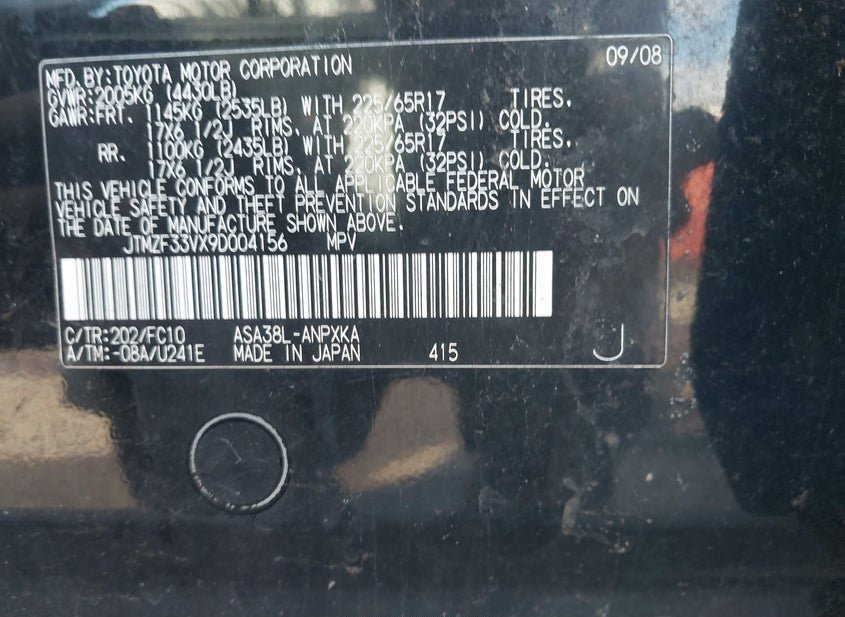 09/08
MFD.BY:TOYOTA MOTOR CORPORATION
GVWR:2005KG (4430LB)
GAWR:FRT. 1145KG (2535LB) WITH 225/65R17 TIRES,
17X6 1/2J RIMS, AT 220KPA (32PSI) COLD.
RR. 1100KG (2435LB) WITH 225/65R17 TIRES,
17X6 1/2J RIMS, AT 220KPA (32PSI) COLD.
THIS VEHICLE CONFORMS TO ALL APPLICABLE FEDERAL MOTOR
VEHICLE SAFETY AND THEFT PREVENTION STANDARDS IN EFFECT ON
THE DATE OF MANUFACTURE SHOWN ABOVE.
JTMZF33VX9D004156 MPV
C/TR:202/FC10 ASA38L-ANPXKA
A/TM:-08A/U241E MADE IN JAPAN 415 J